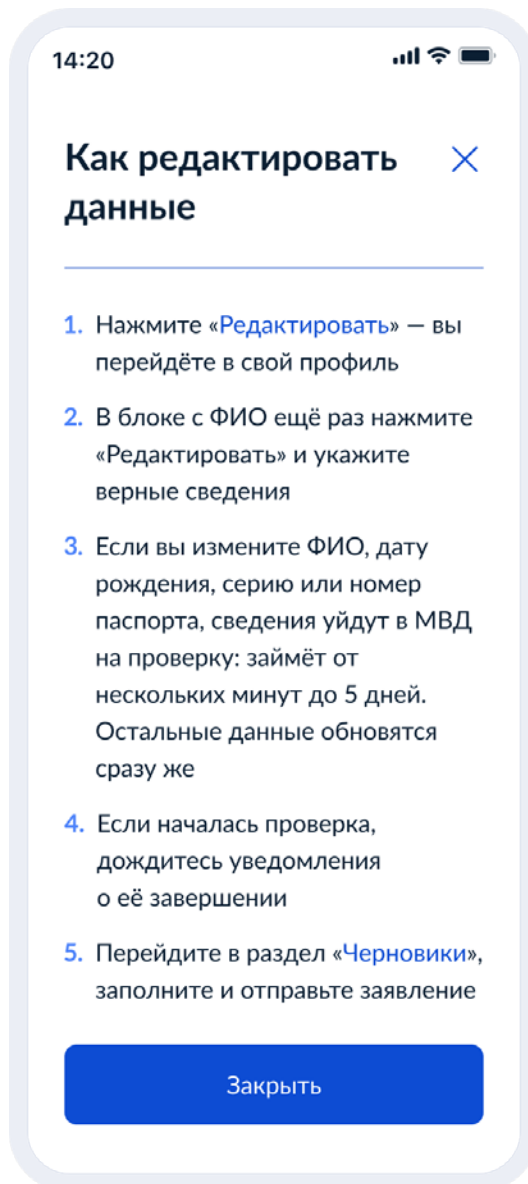 14:20
Как редактировать
данные
1. Нажмите «Редактировать» — вы
перейдёте в свой профиль
2. В блоке с ФИО ещё раз нажмите
«Редактировать» и укажите
верные сведения
3. Если вы измените ФИО, дату
рождения, серию или номер
паспорта, сведения уйдут в МВД
на проверку: займёт от
нескольких минут до 5 дней.
Остальные данные обновятся
сразу же
4. Если началась проверка,
дождитесь уведомления
о её завершении
5. Перейдите в раздел «Черновики»,
заполните и отправьте заявление
Закрыть